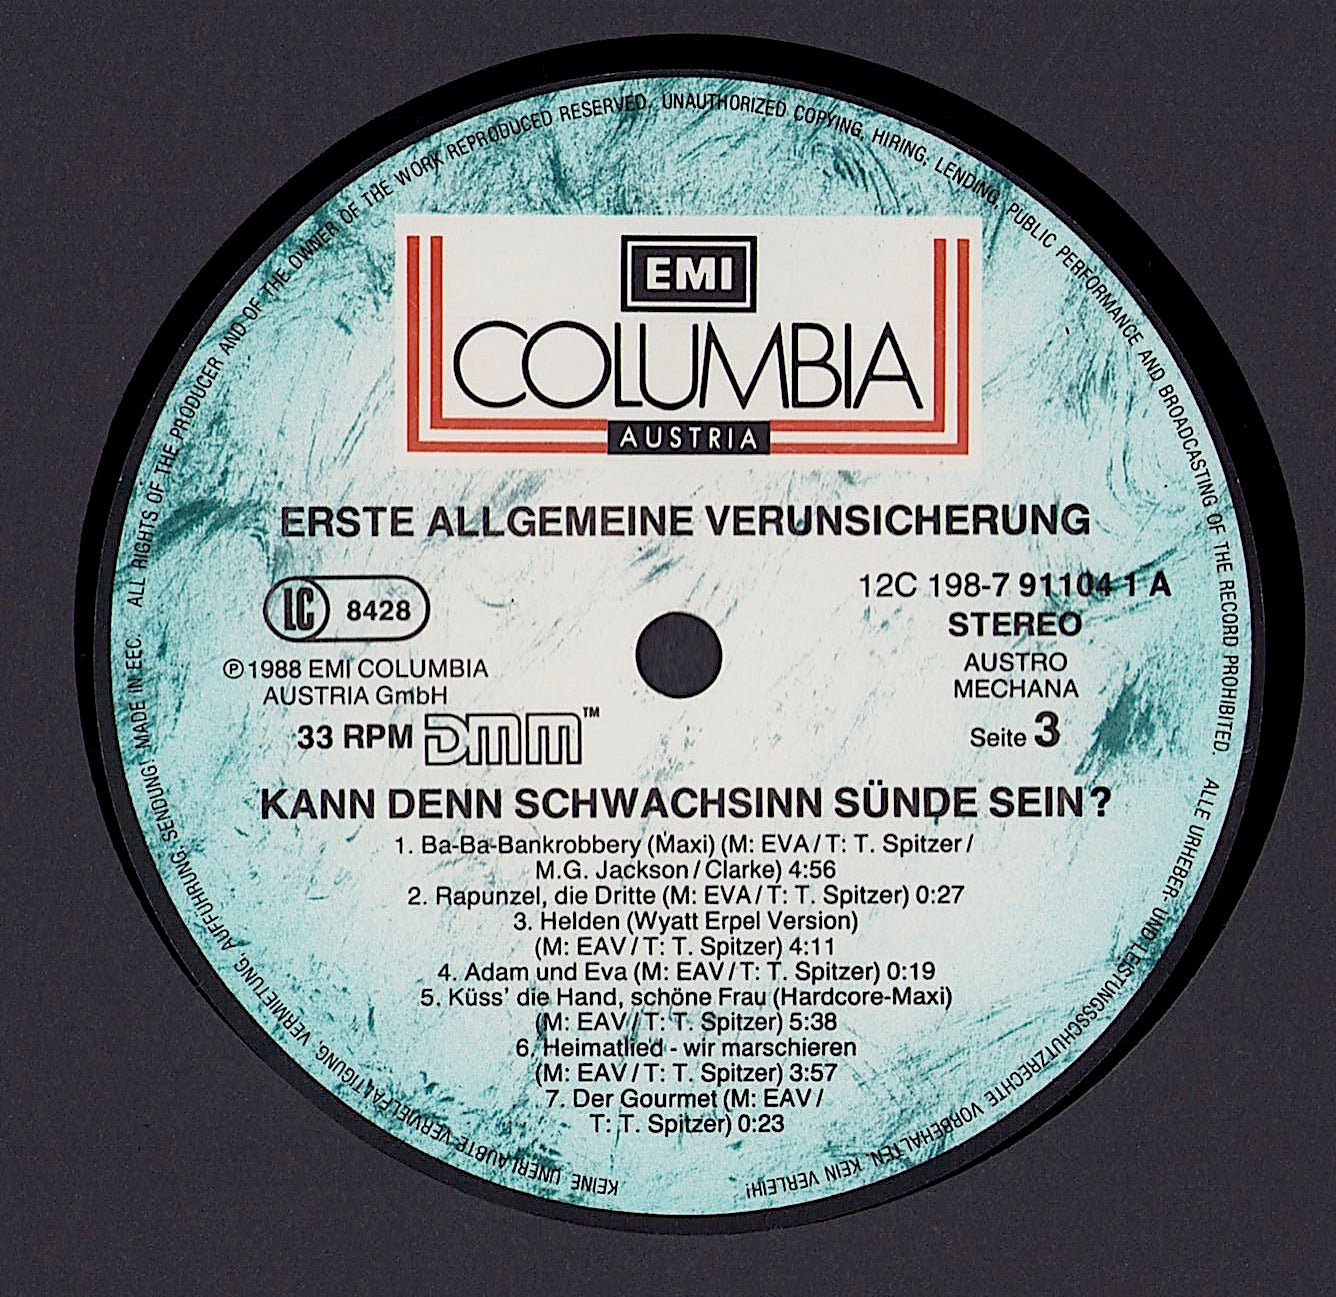 EMI
COLUMBIA
AUSTRIA
ERSTE ALLGEMEINE VERUNSICHERUNG
LC 8428
12C 198-7 91104 1 A
STEREO
AUSTRO
MECHANA
Seite 3
℗ 1988 EMI COLUMBIA
AUSTRIA GmbH
33 RPM DMM™
KANN DENN SCHWACHSINN SÜNDE SEIN?
1. Ba-Ba-Bankrobbery (Maxi) (M: EVA / T: T. Spitzer /
M.G. Jackson / Clarke) 4:56
2. Rapunzel, die Dritte (M: EVA / T: T. Spitzer) 0:27
3. Helden (Wyatt Erpel Version)
(M: EAV / T: T. Spitzer) 4:11
4. Adam und Eva (M: EAV / T: T. Spitzer) 0:19
5. Küss' die Hand, schöne Frau (Hardcore-Maxi)
(M: EAV / T: T. Spitzer) 5:38
6. Heimatlied - wir marschieren
(M: EAV / T: T. Spitzer) 3:57
7. Der Gourmet (M: EAV /
T: T. Spitzer) 0:23
ALL RIGHTS OF THE PRODUCER AND OF THE OWNER OF THE WORK REPRODUCED RESERVED. UNAUTHORIZED COPYING, HIRING, LENDING, PUBLIC PERFORMANCE AND BROADCASTING OF THE RECORD PROHIBITED.
ALLE URHEBER- UND LEISTUNGSSCHUTZRECHTE VORBEHALTEN. KEIN VERLEIH!
KEINE UNERLAUBTE VERVIELFÄLTIGUNG, VERMIETUNG, AUFFÜHRUNG, SENDUNG! MADE IN EEC.